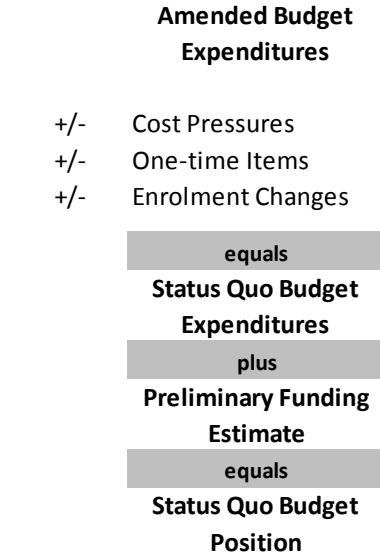 Amended Budget
Expenditures
+/- Cost Pressures
+/- One-time Items
+/- Enrolment Changes
equals
Status Quo Budget
Expenditures
plus
Preliminary Funding
Estimate
equals
Status Quo Budget
Position